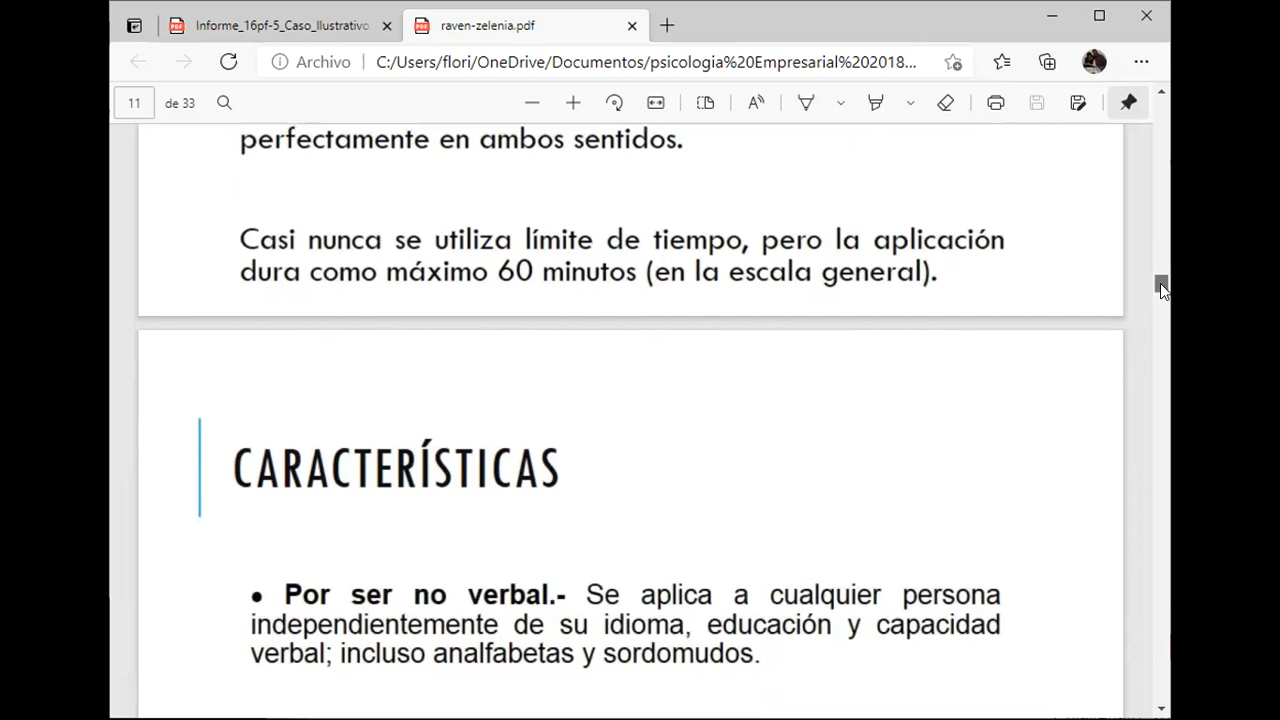 Informe_16pf-5_Caso_Ilustrativo.
raven-zelenia.pdf
Archivo
C:/Users/flori/OneDrive/Documentos/psicologia%20Empresarial%202018...
11 de 33
perfectamente en ambos sentidos.
Casi nunca se utiliza límite de tiempo, pero la aplicación
dura como máximo 60 minutos (en la escala general).
CARACTERÍSTICAS
• Por ser no verbal.- Se aplica a cualquier persona
independientemente de su idioma, educación y capacidad
verbal; incluso analfabetas y sordomudos.